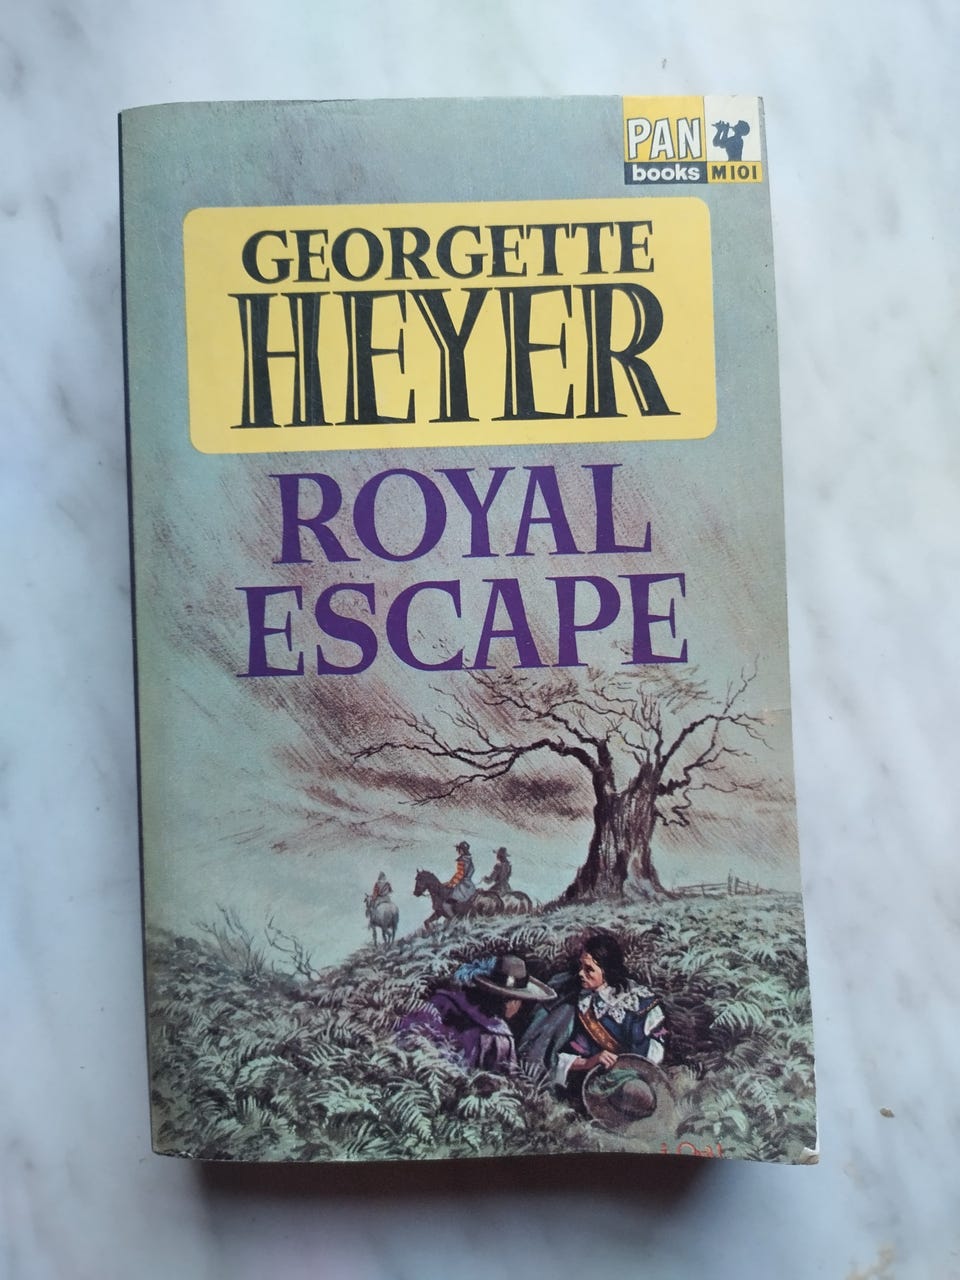 PAN
books M101
GEORGETTE
HEYER
ROYAL
ESCAPE